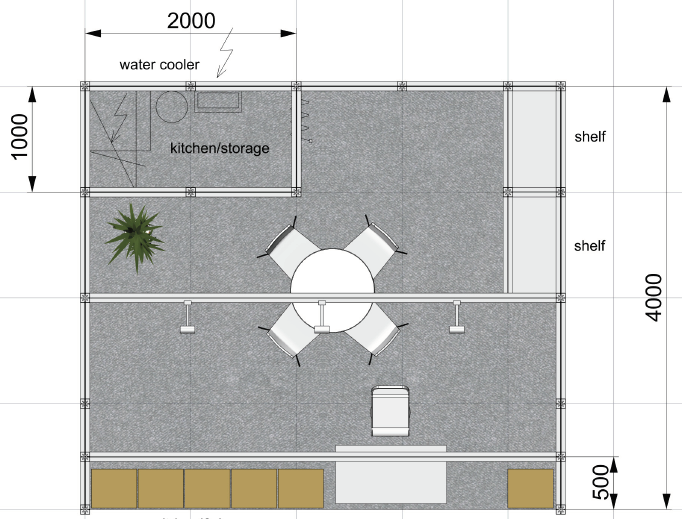 2000
water cooler
1000
kitchen/storage
shelf
shelf
4000
500